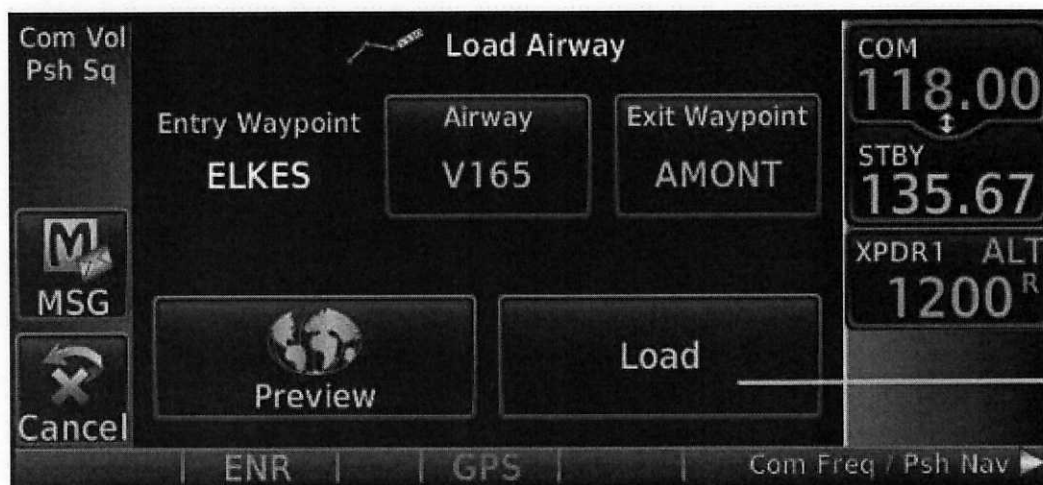 Com Vol
Psh Sq
Load Airway
Entry Waypoint
ELKES
Airway
V165
Exit Waypoint
AMONT
COM
118.00
STBY
135.67
XPDR1 ALT
1200 R
MSG
Cancel
Preview
Load
ENR GPS Com Freq / Psh Nav